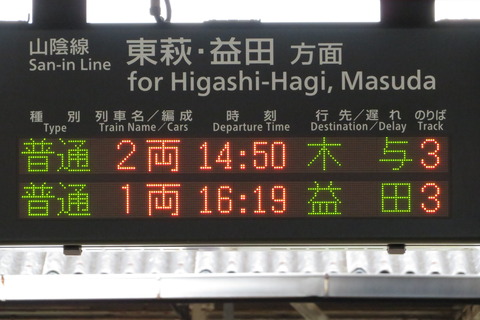 山陰線 東萩・益田 方面
San-in Line for Higashi-Hagi, Masuda
種別 列車名／編成 時刻 行先／遅れ のりば
Type Train Name／Cars Departure Time Destination／Delay Track
普通 2両 14:50 木与 3
普通 1両 16:19 益田 3